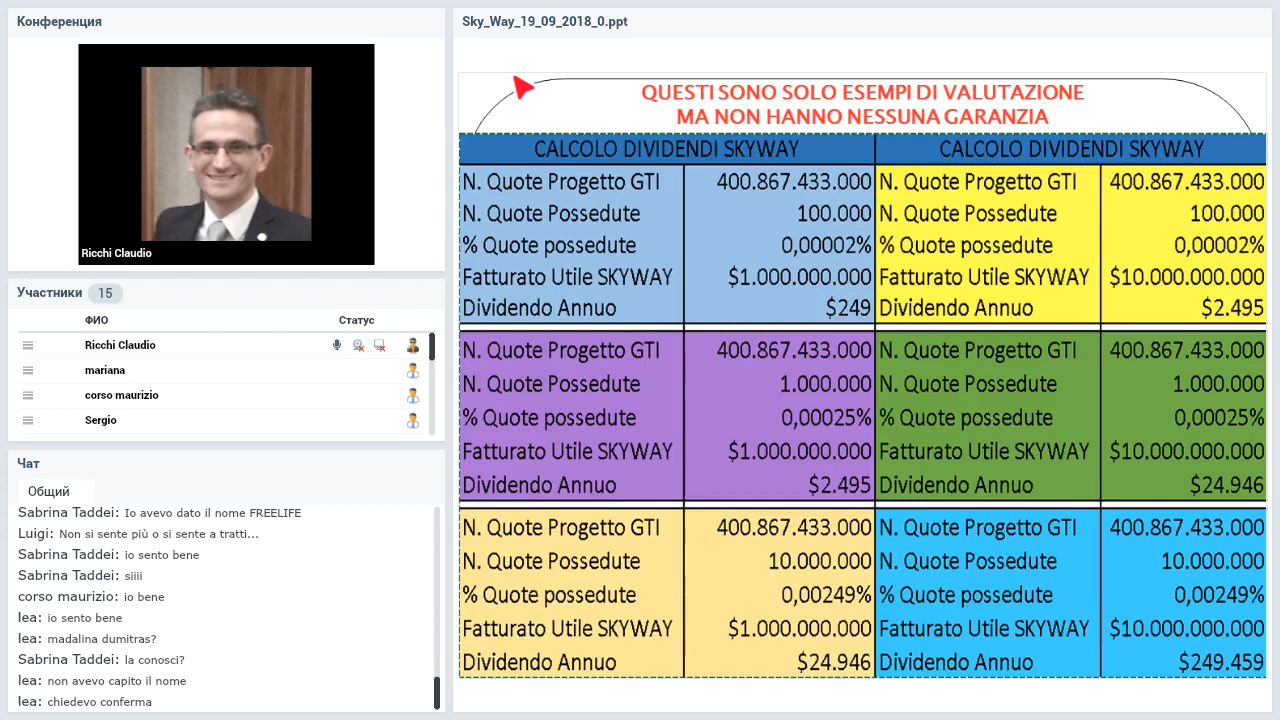 Конференция
Ricchi Claudio
Участники 15
ФИО Статус
Ricchi Claudio
mariana
corso maurizio
Sergio
Чат
Общий
Sabrina Taddei: Io avevo dato il nome FREELIFE
Luigi: Non si sente più o si sente a tratti...
Sabrina Taddei: io sento bene
Sabrina Taddei: siiii
corso maurizio: io bene
lea: io sento bene
lea: madalina dumitras?
Sabrina Taddei: la conosci?
lea: non avevo capito il nome
lea: chiedevo conferma
Sky_Way_19_09_2018_0.ppt
QUESTI SONO SOLO ESEMPI DI VALUTAZIONE
MA NON HANNO NESSUNA GARANZIA
CALCOLO DIVIDENDI SKYWAY CALCOLO DIVIDENDI SKYWAY
N. Quote Progetto GTI 400.867.433.000 N. Quote Progetto GTI 400.867.433.000
N. Quote Possedute 100.000 N. Quote Possedute 100.000
% Quote possedute 0,00002% % Quote possedute 0,00002%
Fatturato Utile SKYWAY $1.000.000.000 Fatturato Utile SKYWAY $10.000.000.000
Dividendo Annuo $249 Dividendo Annuo $2.495
N. Quote Progetto GTI 400.867.433.000 N. Quote Progetto GTI 400.867.433.000
N. Quote Possedute 1.000.000 N. Quote Possedute 1.000.000
% Quote possedute 0,00025% % Quote possedute 0,00025%
Fatturato Utile SKYWAY $1.000.000.000 Fatturato Utile SKYWAY $10.000.000.000
Dividendo Annuo $2.495 Dividendo Annuo $24.946
N. Quote Progetto GTI 400.867.433.000 N. Quote Progetto GTI 400.867.433.000
N. Quote Possedute 10.000.000 N. Quote Possedute 10.000.000
% Quote possedute 0,00249% % Quote possedute 0,00249%
Fatturato Utile SKYWAY $1.000.000.000 Fatturato Utile SKYWAY $10.000.000.000
Dividendo Annuo $24.946 Dividendo Annuo $249.459